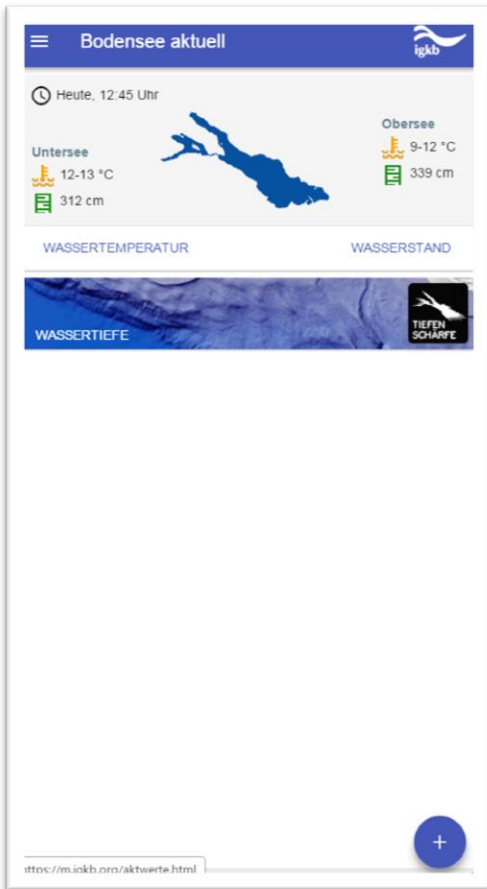 Bodensee aktuell
igkb
Heute, 12:45 Uhr
Untersee
12-13 °C
312 cm
Obersee
9-12 °C
339 cm
WASSERTEMPERATUR
WASSERSTAND
WASSERTIEFE
TIEFEN
SCHÄRFE
+
https://m.igkb.org/aktwerte.html